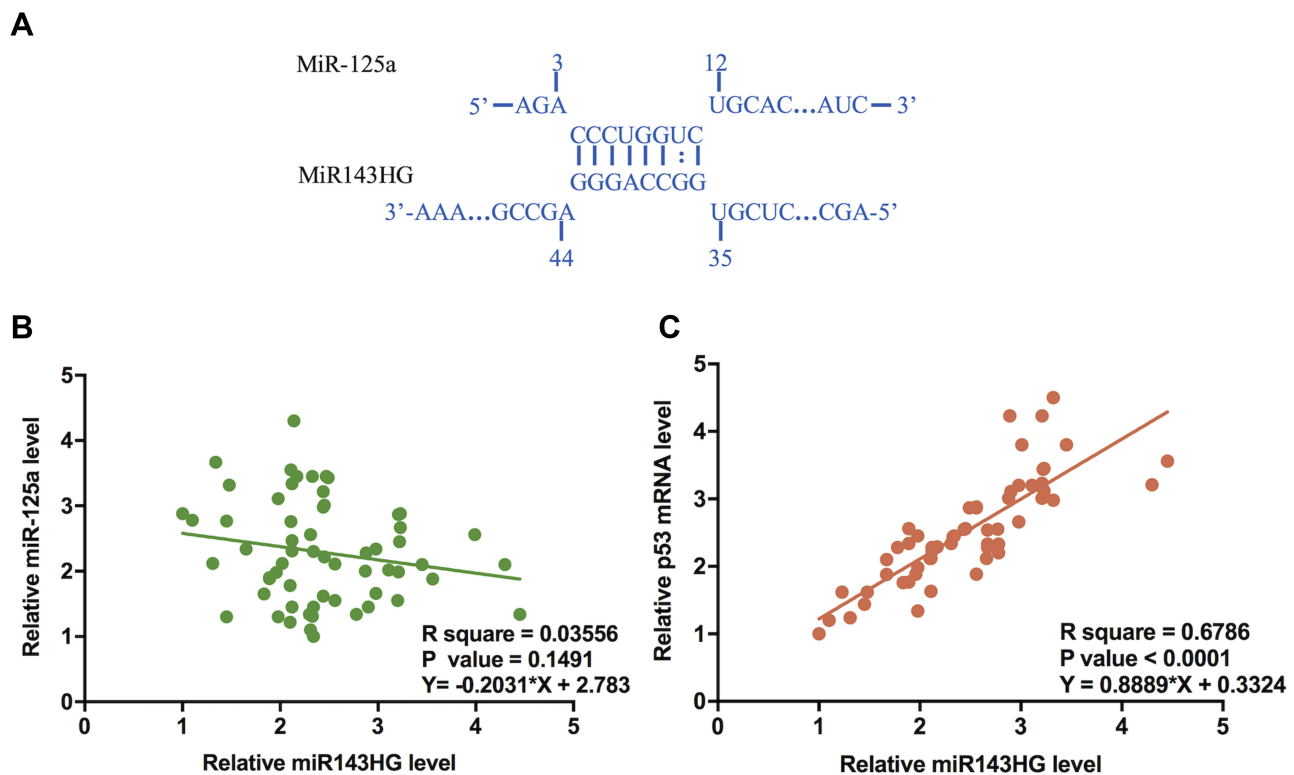 A
MiR-125a
3
12
5’ AGA
UGCAC...AUC 3’
CCCUGGUC
MiR143HG
GGGACCGG
3’-AAA...GCCGA
UGCUC...CGA-5’
44
35
B
5
4
3
2
1
0
Relative miR-125a level
R square = 0.03556
P value = 0.1491
Y= -0.2031*X + 2.783
0 1 2 3 4 5
Relative miR143HG level
C
5
4
3
2
1
0
Relative p53 mRNA level
R square = 0.6786
P value < 0.0001
Y = 0.8889*X + 0.3324
0 1 2 3 4 5
Relative miR143HG level